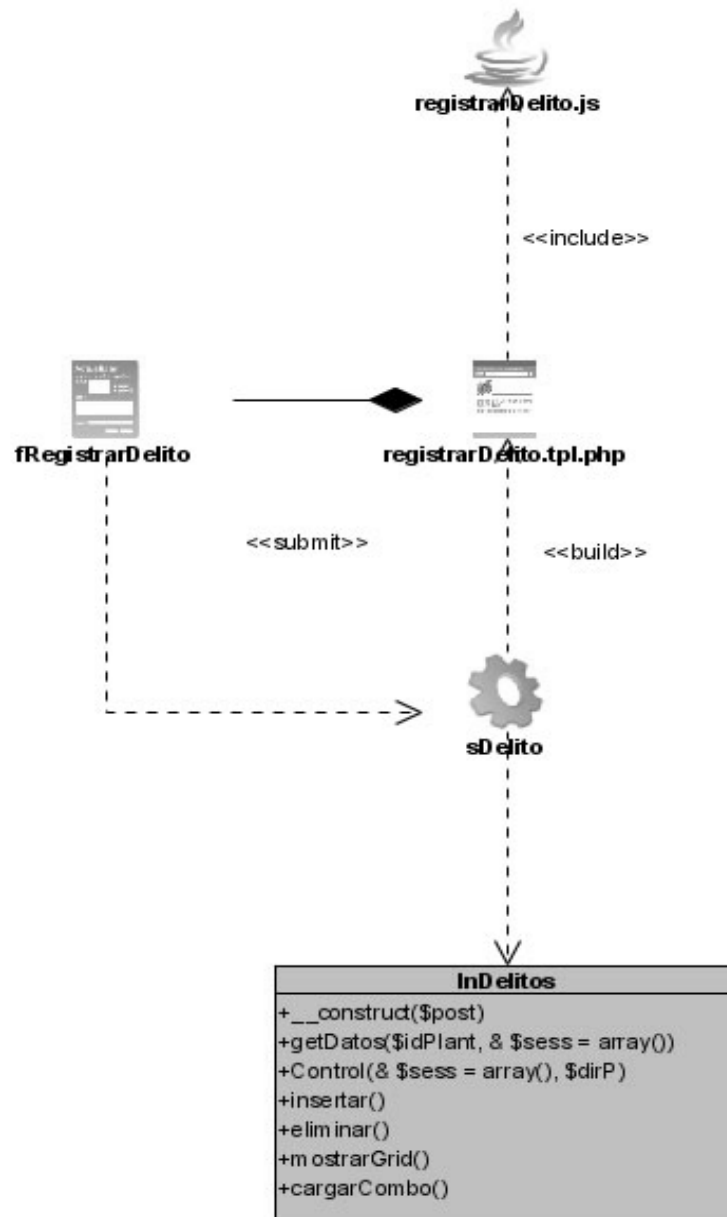 registrarDelito.js
<<include>>
fRegistrarDelito
registrarDelito.tpl.php
<<submit>>
<<build>>
sDelito
lnDelitos
+__construct($post)
+getDatos($idPlant, & $sess = array())
+Control(& $sess = array(), $dirP)
+insertar()
+eliminar()
+mostrarGrid()
+cargarCombo()